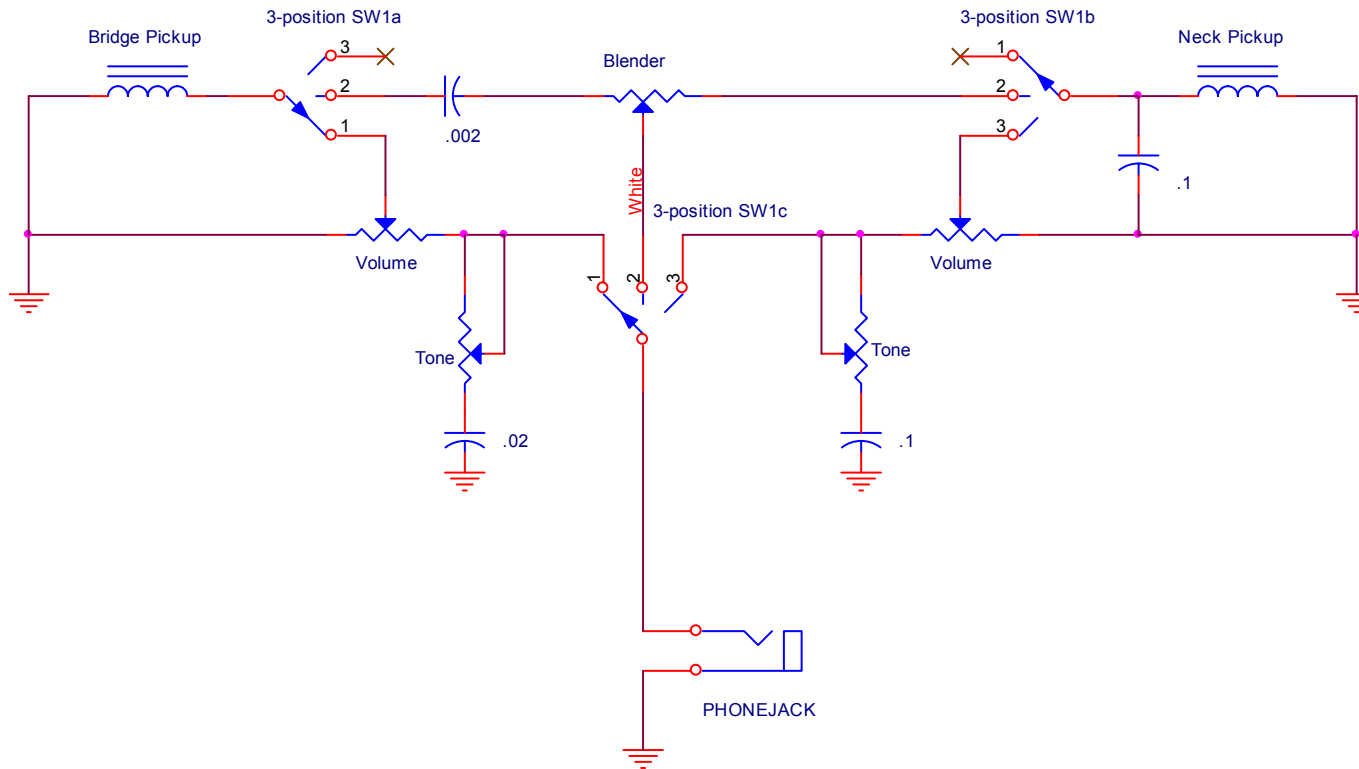 3-position SW1a
3-position SW1b
Bridge Pickup
Neck Pickup
3
2
1
Blender
1
2
3
.002
.1
White
3-position SW1c
Volume
Volume
1
2
3
Tone
Tone
.02
.1
PHONEJACK